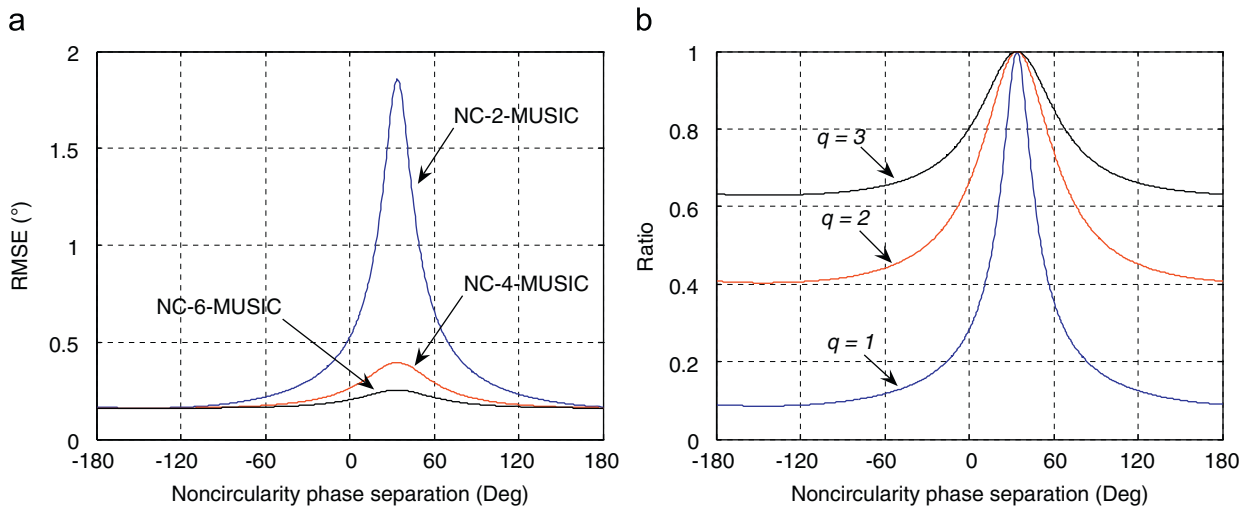 a
2
1.5
1
0.5
0
RMSE (°)
NC-2-MUSIC
NC-4-MUSIC
NC-6-MUSIC
-180 -120 -60 0 60 120 180
Noncircularity phase separation (Deg)
b
1
0.8
0.6
0.4
0.2
0
Ratio
q = 3
q = 2
q = 1
-180 -120 -60 0 60 120 180
Noncircularity phase separation (Deg)